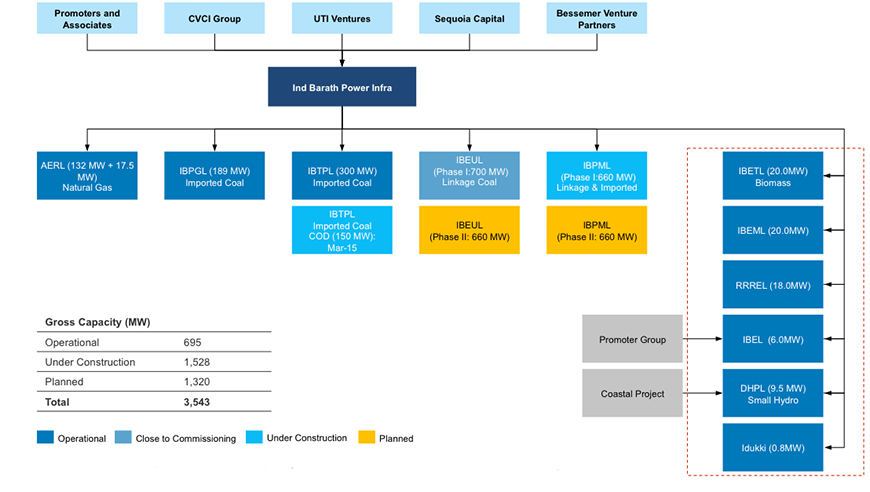 Promoters and
Associates
CVCI Group
UTI Ventures
Sequoia Capital
Bessemer Venture
Partners
Ind Barath Power Infra
AERL (132 MW + 17.5
MW)
Natural Gas
IBPGL (189 MW)
Imported Coal
IBTPL (300 MW)
Imported Coal
IBEUL
(Phase I:700 MW)
Linkage Coal
IBPML
(Phase I:660 MW)
Linkage & Imported
IBETL (20.0MW)
Biomass
IBTPL
Imported Coal
COD (150 MW):
Mar-15
IBEUL
(Phase II: 660 MW)
IBPML
(Phase II: 660 MW)
IBEML (20.0MW)
RRREL (18.0MW)
Promoter Group
IBEL (6.0MW)
Coastal Project
DHPL (9.5 MW)
Small Hydro
Idukki (0.8MW)
Gross Capacity (MW)
Operational 695
Under Construction 1,528
Planned 1,320
Total 3,543
Operational
Close to Commissioning
Under Construction
Planned